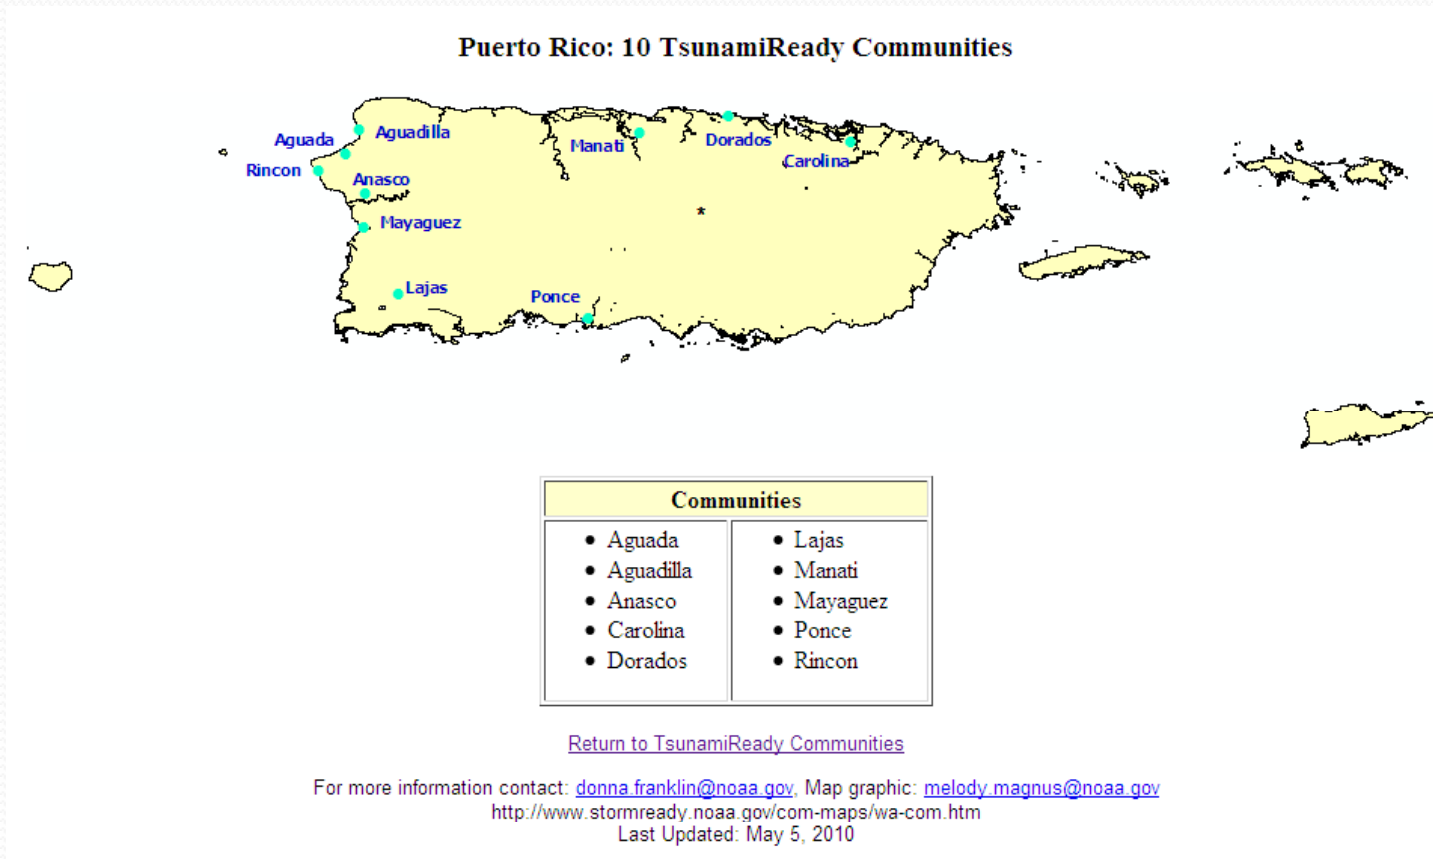 Puerto Rico: 10 TsunamiReady Communities
Aguadilla
Aguada
Rincon
Anasco
Mayaguez
Lajas
Ponce
Manati
Dorados
Carolina
*
Communities
• Aguada
• Aguadilla
• Anasco
• Carolina
• Dorados
• Lajas
• Manati
• Mayaguez
• Ponce
• Rincon
Return to TsunamiReady Communities
For more information contact: donna.franklin@noaa.gov, Map graphic: melody.magnus@noaa.gov
http://www.stormready.noaa.gov/com-maps/wa-com.htm
Last Updated: May 5, 2010